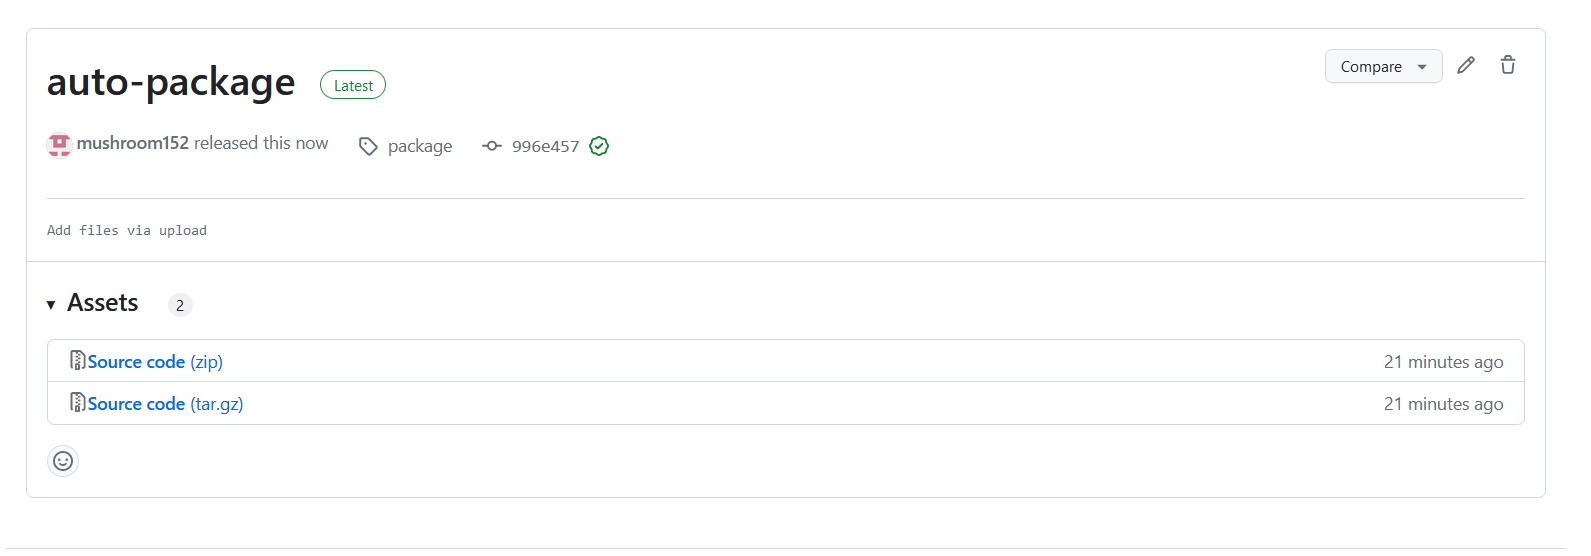 auto-package Latest Compare
mushroom152 released this now package 996e457
Add files via upload
Assets 2
Source code (zip) 21 minutes ago
Source code (tar.gz) 21 minutes ago